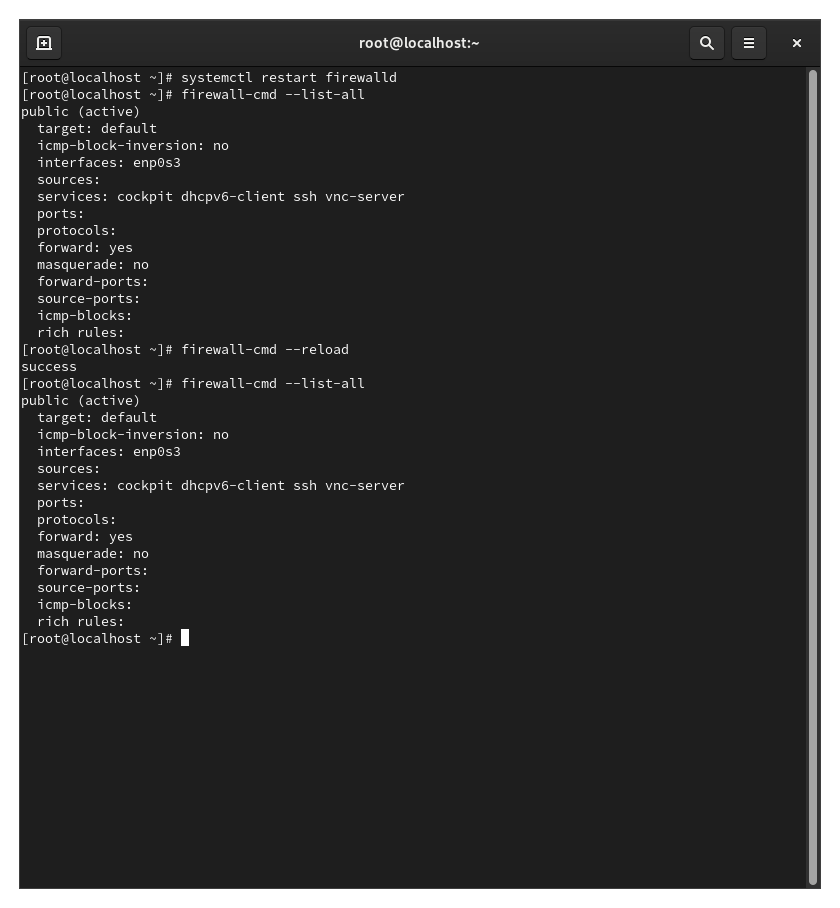 root@localhost:~
[root@localhost ~]# systemctl restart firewalld
[root@localhost ~]# firewall-cmd --list-all
public (active)
  target: default
  icmp-block-inversion: no
  interfaces: enp0s3
  sources:
  services: cockpit dhcpv6-client ssh vnc-server
  ports:
  protocols:
  forward: yes
  masquerade: no
  forward-ports:
  source-ports:
  icmp-blocks:
  rich rules:
[root@localhost ~]# firewall-cmd --reload
success
[root@localhost ~]# firewall-cmd --list-all
public (active)
  target: default
  icmp-block-inversion: no
  interfaces: enp0s3
  sources:
  services: cockpit dhcpv6-client ssh vnc-server
  ports:
  protocols:
  forward: yes
  masquerade: no
  forward-ports:
  source-ports:
  icmp-blocks:
  rich rules:
[root@localhost ~]#